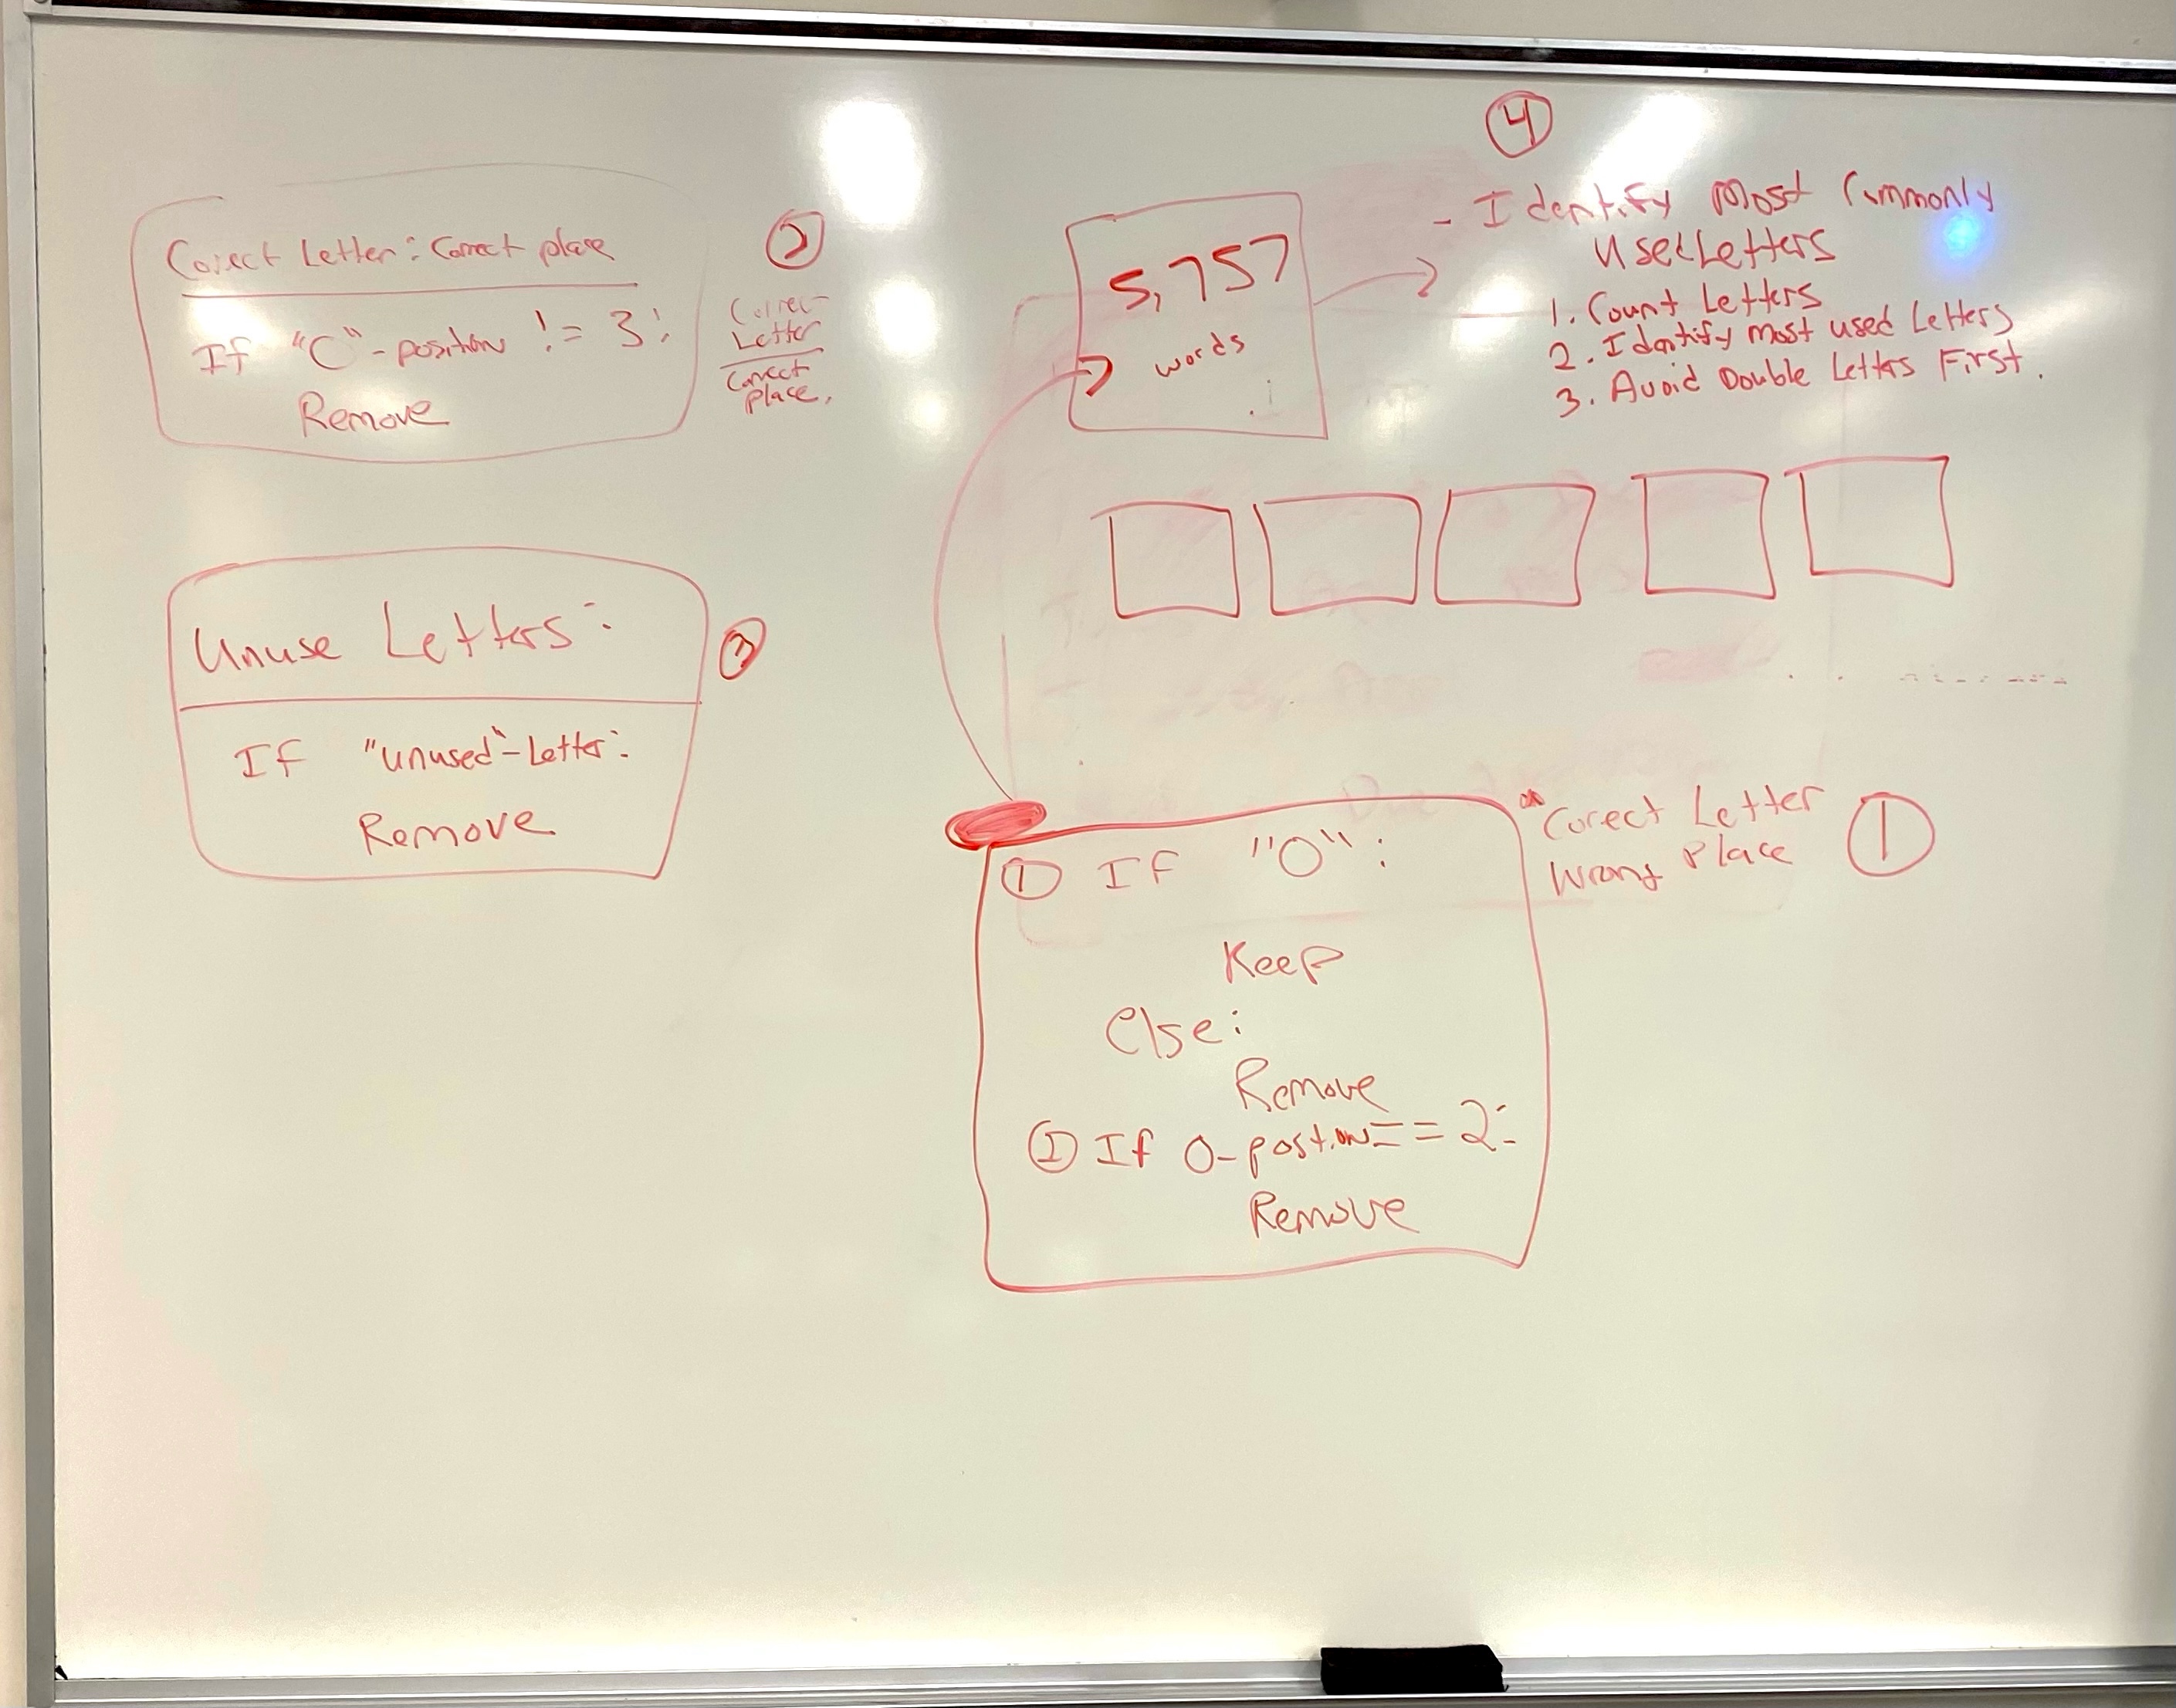 Corect Letter: Correct place
If "C"-position != 3:
Remove
2
Correc
Letter
Correct
place.
Unuse Letters:
3
If "unused"-Letter:
Remove
5,757
words
4
- Identify Most Commonly
Used Letters
1. Count Letters
2. Identify most used Letters
3. Avoid Double Letters First.
Corect Letter
Wrong Place
1
1 If "O":
Keep
Else:
Remove
If O-position == 2:
Remove